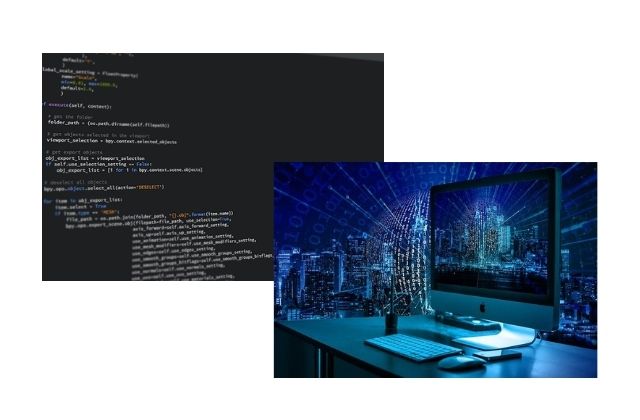 default="Y",
)
global_scale_setting = FloatProperty(
name="Scale",
min=0.01, max=1000.0,
default=1.0,
)
f execute(self, context):
# get the folder
folder_path = (os.path.dirname(self.filepath))
# get objects selected in the viewport
viewport_selection = bpy.context.selected_objects
# get export objects
obj_export_list = viewport_selection
if self.use_selection_setting == False:
obj_export_list = [i for i in bpy.context.scene.objects]
# deselect all objects
bpy.ops.object.select_all(action='DESELECT')
for item in obj_export_list:
item.select = True
if item.type == 'MESH':
file_path = os.path.join(folder_path, "{}.obj".format(item.name))
bpy.ops.export_scene.obj(filepath=file_path, use_selection=True,
axis_forward=self.axis_forward_setting,
axis_up=self.axis_up_setting,
use_animation=self.use_animation_setting,
use_mesh_modifiers=self.use_mesh_modifiers_setting,
use_edges=self.use_edges_setting,
use_smooth_groups=self.use_smooth_groups_setting,
use_smooth_groups_bitflags=self.use_smooth_groups_bitflags
use_normals=self.use_normals_setting,
use_uvs=self.use_uvs_setting,